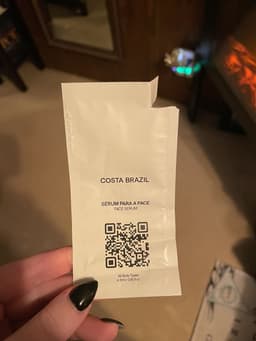 COSTA BRAZIL
SÉRUM PARA A FACE
FACE SERUM